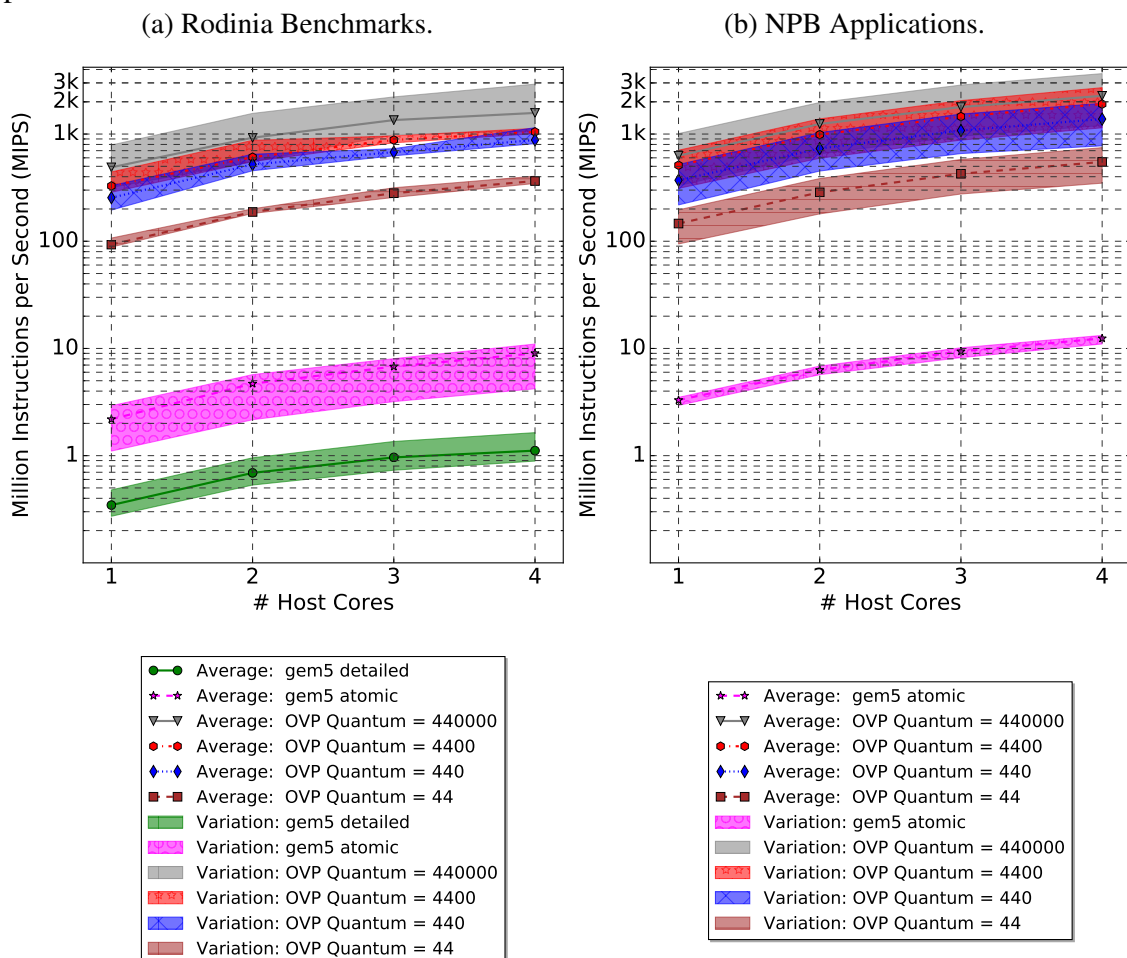 (a) Rodinia Benchmarks.
(b) NPB Applications.
Million Instructions per Second (MIPS)
3k
2k
1k
100
10
1
1 2 3 4
# Host Cores
Million Instructions per Second (MIPS)
3k
2k
1k
100
10
1
1 2 3 4
# Host Cores
Average: gem5 detailed
Average: gem5 atomic
Average: OVP Quantum = 440000
Average: OVP Quantum = 4400
Average: OVP Quantum = 440
Average: OVP Quantum = 44
Variation: gem5 detailed
Variation: gem5 atomic
Variation: OVP Quantum = 440000
Variation: OVP Quantum = 4400
Variation: OVP Quantum = 440
Variation: OVP Quantum = 44
Average: gem5 atomic
Average: OVP Quantum = 440000
Average: OVP Quantum = 4400
Average: OVP Quantum = 440
Average: OVP Quantum = 44
Variation: gem5 atomic
Variation: OVP Quantum = 440000
Variation: OVP Quantum = 4400
Variation: OVP Quantum = 440
Variation: OVP Quantum = 44